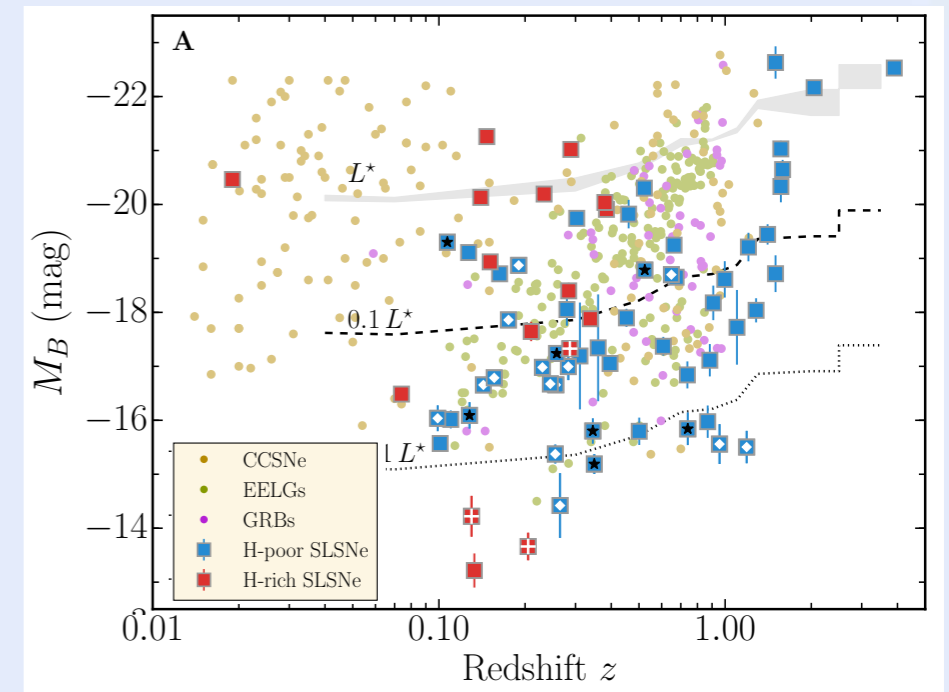 A
−22
L⋆
−20
M_B (mag)
−18
0.1 L⋆
−16
1 L⋆
CCSNe
EELGs
GRBs
−14
H-poor SLSNe
H-rich SLSNe
0.01
0.10
1.00
Redshift z